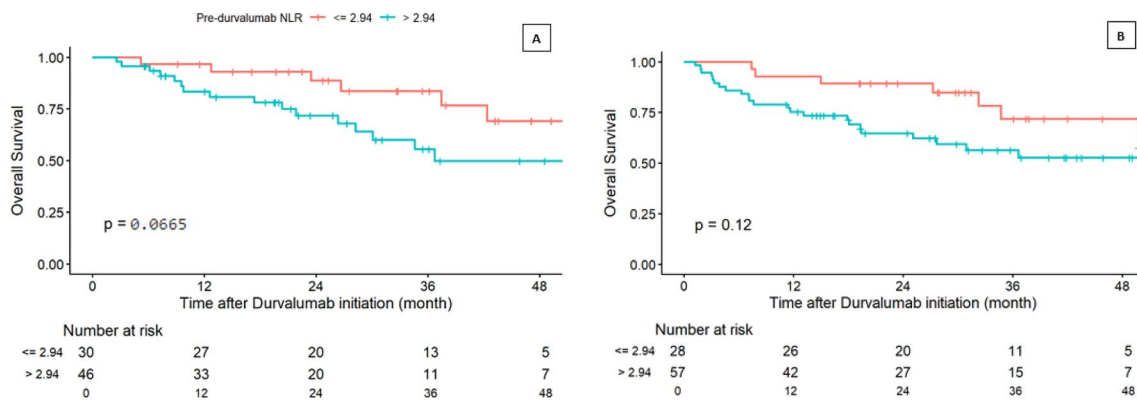 Pre-durvalumab NLR <= 2.94 > 2.94
A
B
Overall Survival
1.00
0.75
0.50
0.25
0.00
p = 0.0665
0 12 24 36 48
Time after Durvalumab initiation (month)
Number at risk
<= 2.94 30 27 20 13 5
> 2.94 46 33 20 11 7
0 12 24 36 48
Overall Survival
1.00
0.75
0.50
0.25
0.00
p = 0.12
0 12 24 36 48
Time after Durvalumab initiation (month)
Number at risk
<= 2.94 28 26 20 11 5
> 2.94 57 42 27 15 7
0 12 24 36 48